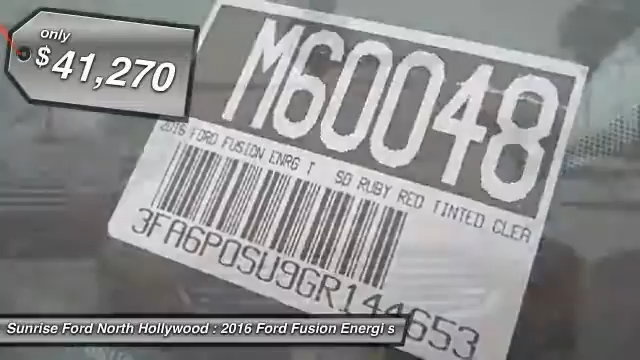 only
$41,270
M60048
2016 FORD FUSION ENRG T SD RUBY RED TINTED CLEA
3FA6P0SU9GR144653
Sunrise Ford North Hollywood : 2016 Ford Fusion Energi s